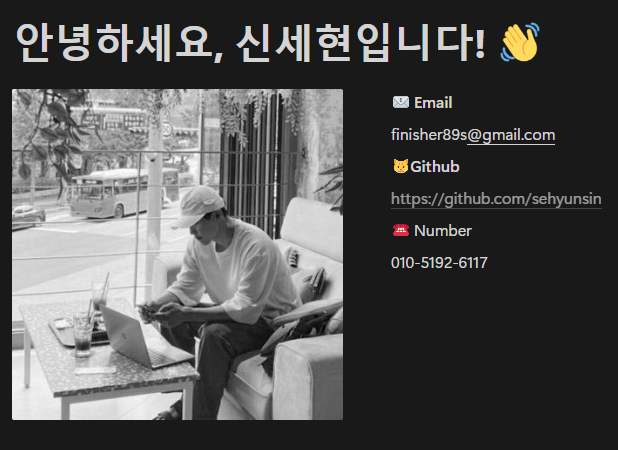 안녕하세요, 신세현입니다! 👋
📧 Email
finisher89s@gmail.com
🐱Github
https://github.com/sehyunsin
☎️ Number
010-5192-6117